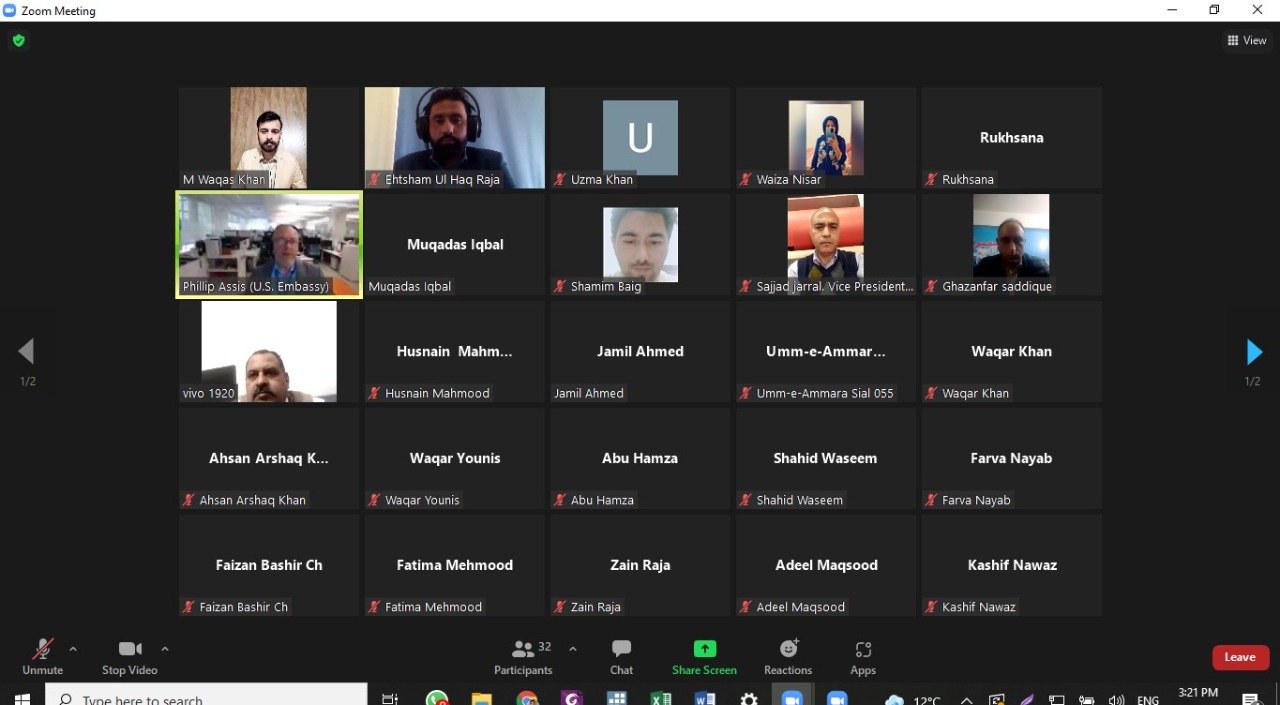 Zoom Meeting
View
M Waqas Khan
Ehtsham Ul Haq Raja
U
Uzma Khan
Waiza Nisar
Rukhsana
Rukhsana
Phillip Assis (U.S. Embassy)
Muqadas Iqbal
Muqadas Iqbal
Shamim Baig
Sajjad jarral, Vice President...
Ghazanfar saddique
vivo 1920
Husnain Mahm...
Husnain Mahmood
Jamil Ahmed
Jamil Ahmed
Umm-e-Ammar...
Umm-e-Ammara Sial 055
Waqar Khan
Waqar Khan
1/2
1/2
Ahsan Arshaq K...
Ahsan Arshaq Khan
Waqar Younis
Waqar Younis
Abu Hamza
Abu Hamza
Shahid Waseem
Shahid Waseem
Farva Nayab
Farva Nayab
Faizan Bashir Ch
Faizan Bashir Ch
Fatima Mehmood
Fatima Mehmood
Zain Raja
Zain Raja
Adeel Maqsood
Adeel Maqsood
Kashif Nawaz
Kashif Nawaz
Unmute
Stop Video
32
Participants
Chat
Share Screen
Reactions
Apps
Leave
Type here to search
12°C
ENG
3:21 PM